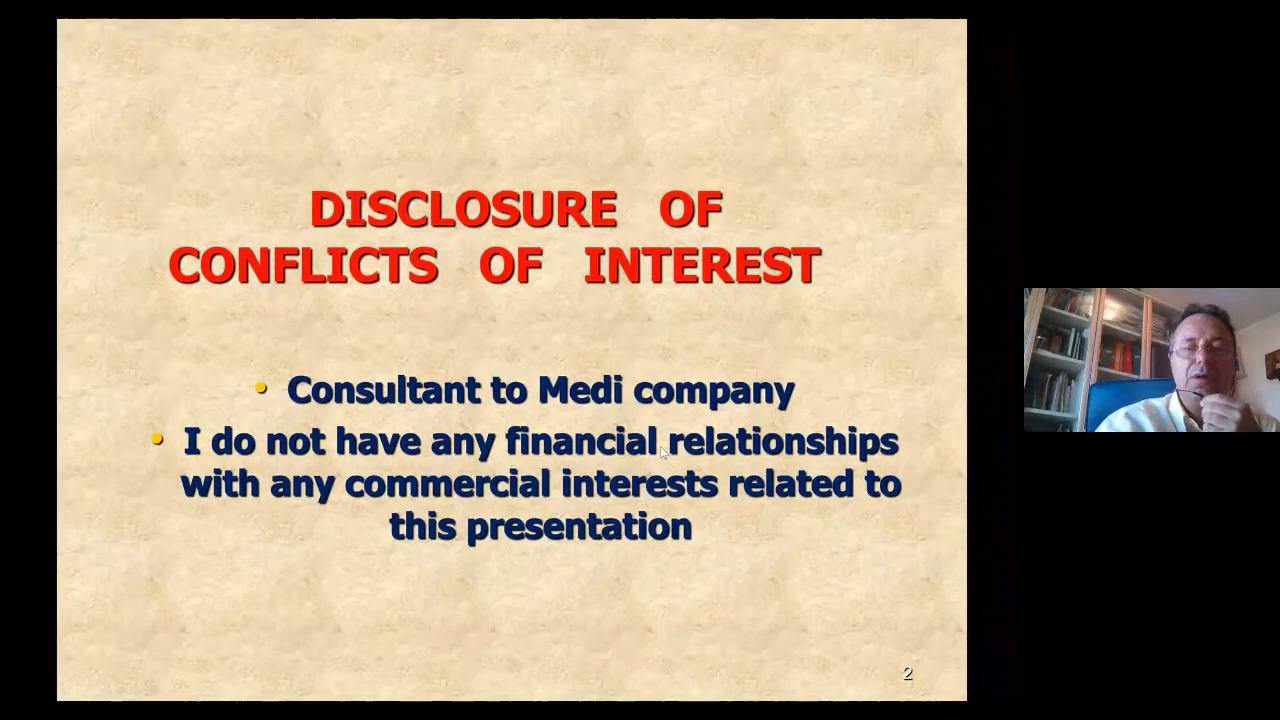 DISCLOSURE OF
CONFLICTS OF INTEREST
• Consultant to Medi company
• I do not have any financial relationships
with any commercial interests related to
this presentation
2